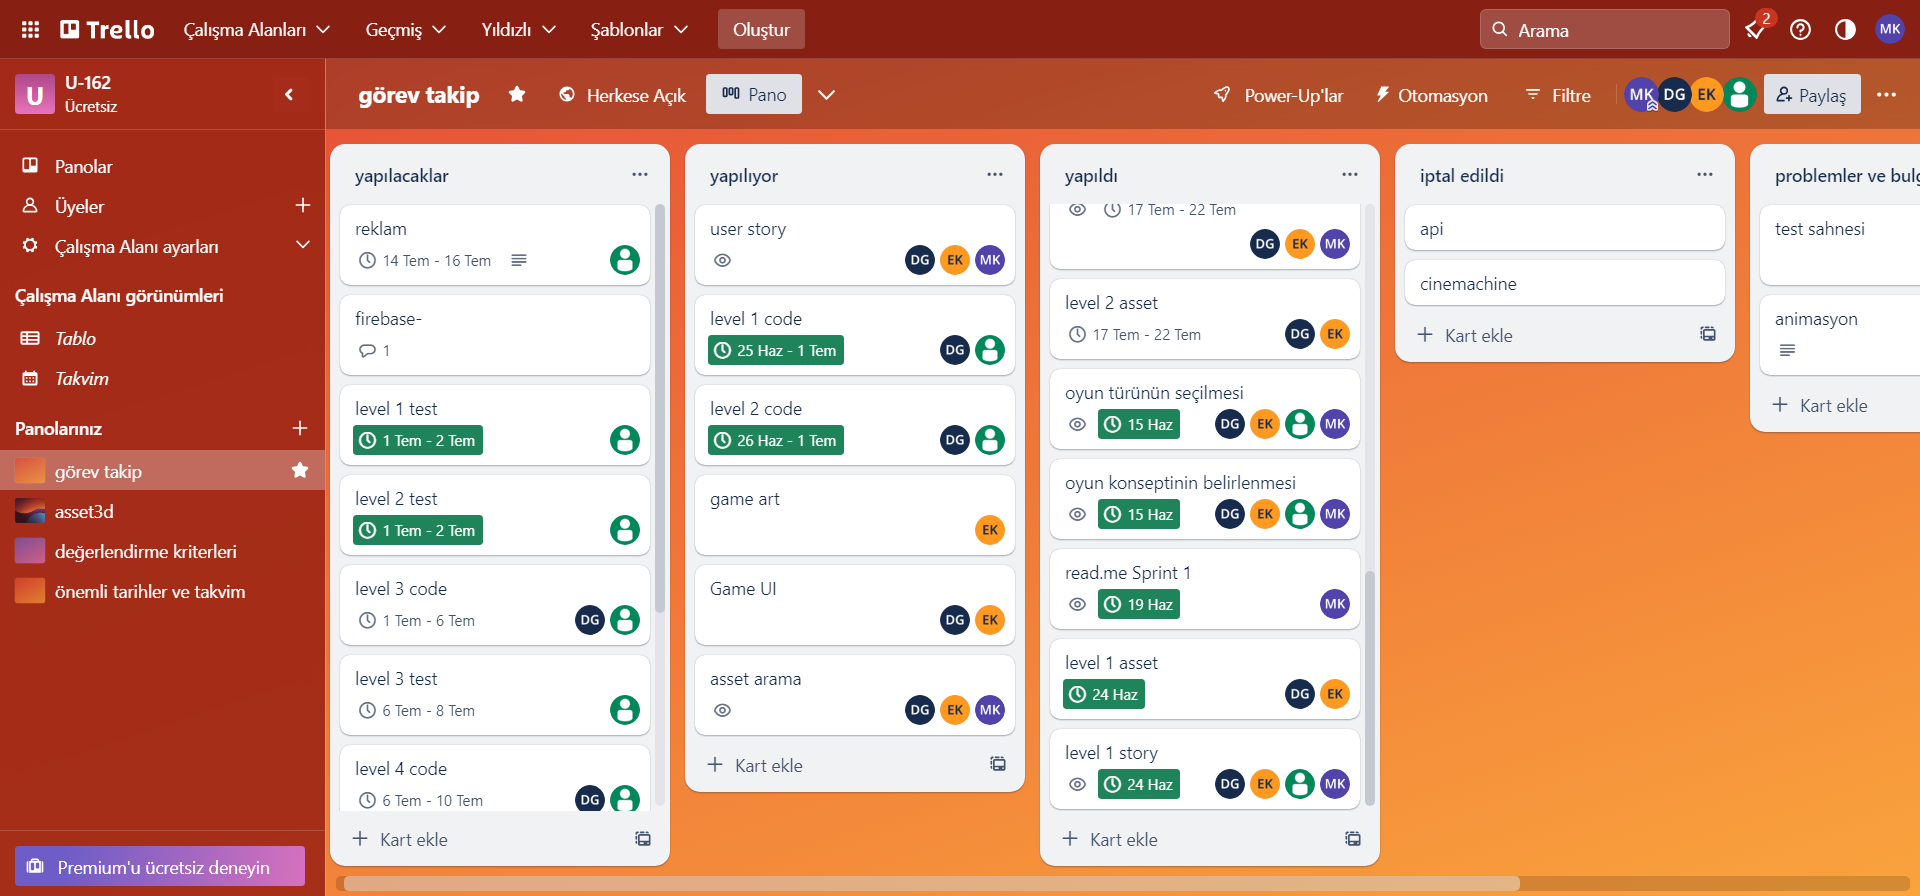 Trello
Çalışma Alanları
Geçmiş
Yıldızlı
Şablonlar
Oluştur
Arama
2
MK
U
U-162
Ücretsiz
görev takip
Herkese Açık
Pano
Power-Up'lar
Otomasyon
Filtre
MK
DG
EK
Paylaş
Panolar
Üyeler
Çalışma Alanı ayarları
Çalışma Alanı görünümleri
Tablo
Takvim
Panolarınız
görev takip
asset3d
değerlendirme kriterleri
önemli tarihler ve takvim
Premium'u ücretsiz deneyin
yapılacaklar
reklam
14 Tem - 16 Tem
firebase-
1
level 1 test
1 Tem - 2 Tem
level 2 test
1 Tem - 2 Tem
level 3 code
1 Tem - 6 Tem
DG
level 3 test
6 Tem - 8 Tem
level 4 code
6 Tem - 10 Tem
DG
Kart ekle
yapılıyor
user story
DG EK MK
level 1 code
25 Haz - 1 Tem
DG
level 2 code
26 Haz - 1 Tem
DG
game art
EK
Game UI
DG EK
asset arama
DG EK MK
Kart ekle
yapıldı
17 Tem - 22 Tem
DG EK MK
level 2 asset
17 Tem - 22 Tem
DG EK
oyun türünün seçilmesi
15 Haz
DG EK MK
oyun konseptinin belirlenmesi
15 Haz
DG EK MK
read.me Sprint 1
19 Haz
MK
level 1 asset
24 Haz
DG EK
level 1 story
24 Haz
DG EK MK
Kart ekle
iptal edildi
api
cinemachine
Kart ekle
problemler ve bulg
test sahnesi
animasyon
Kart ekle